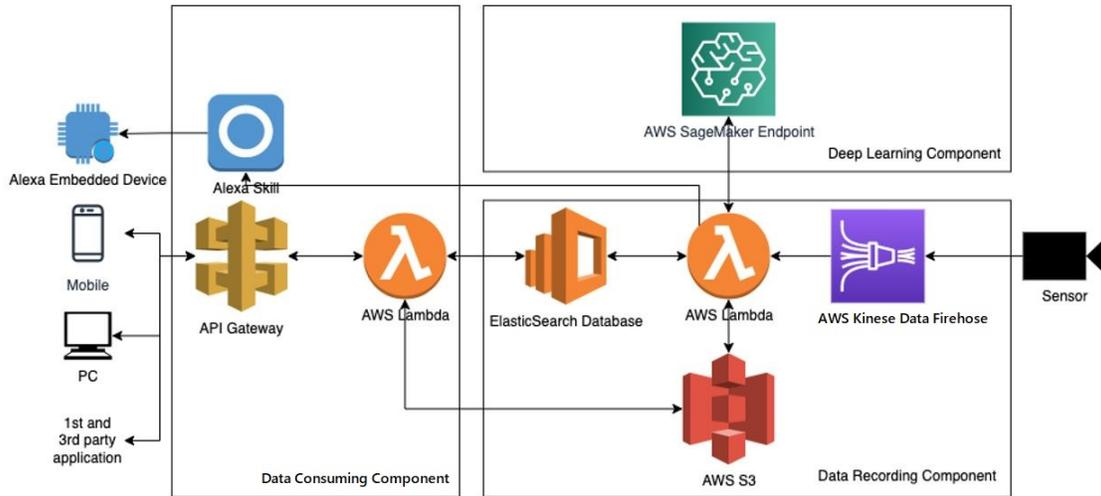 AWS SageMaker Endpoint
Deep Learning Component
Alexa Embedded Device
Alexa Skill
Mobile
API Gateway
AWS Lambda
ElasticSearch Database
AWS Lambda
AWS Kinese Data Firehose
Sensor
PC
1st and
3rd party
application
Data Consuming Component
AWS S3
Data Recording Component